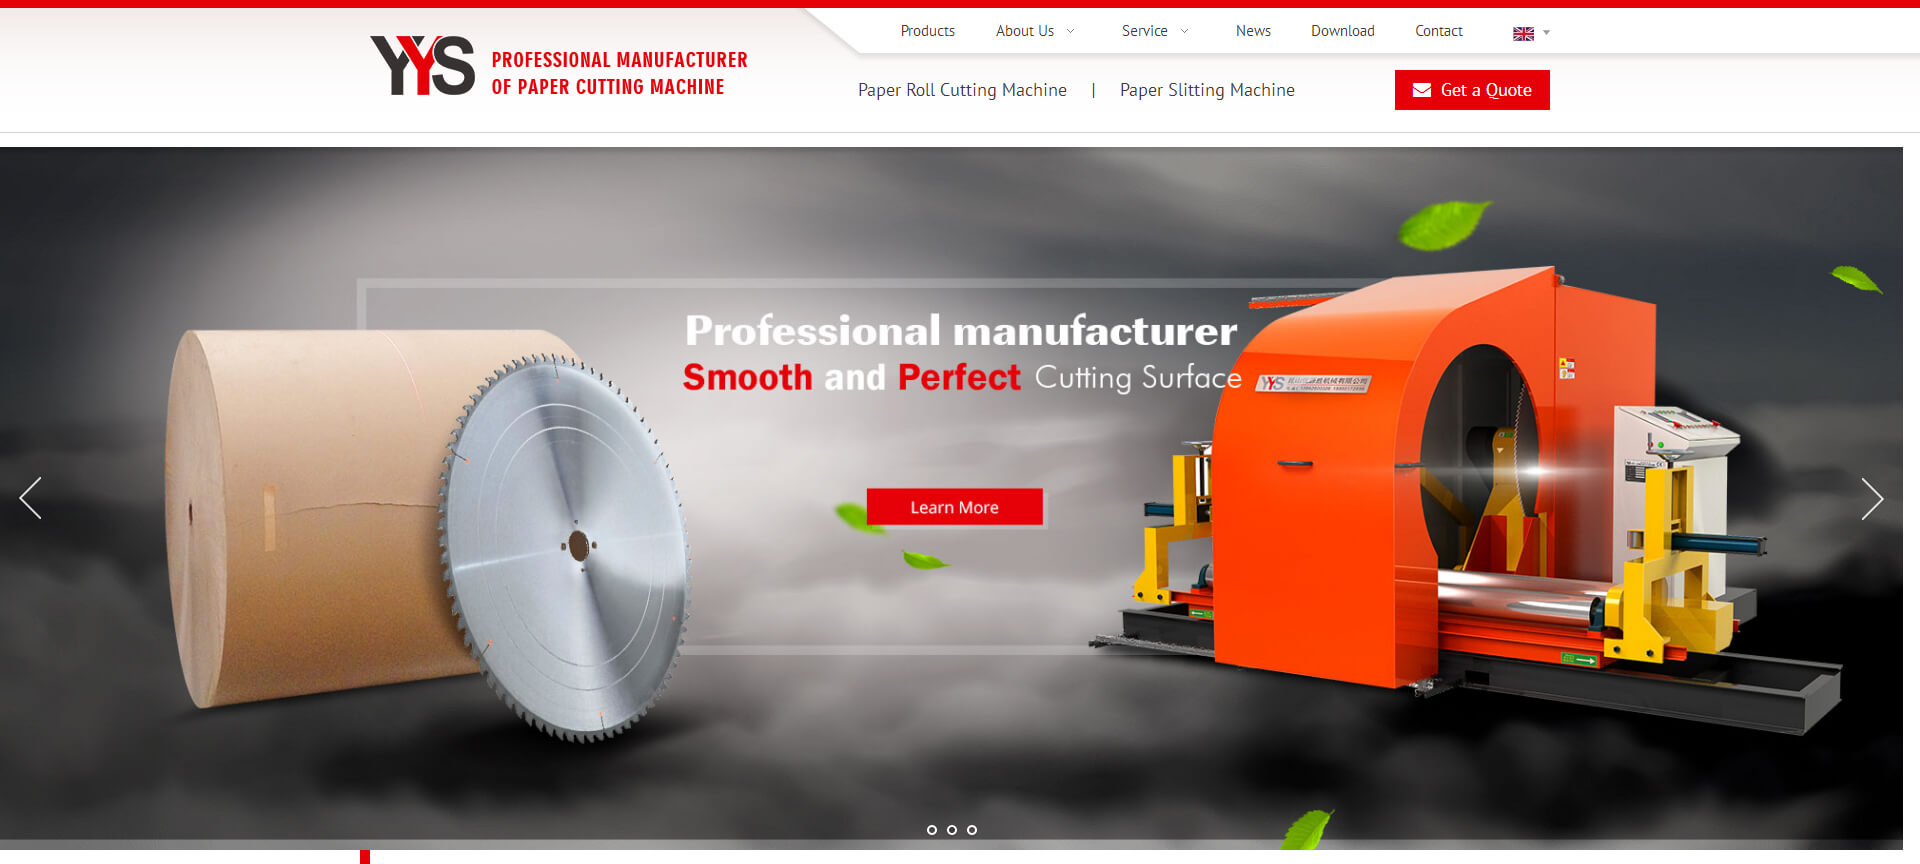 Products About Us Service News Download Contact
YYS PROFESSIONAL MANUFACTURER
OF PAPER CUTTING MACHINE
Paper Roll Cutting Machine | Paper Slitting Machine
Get a Quote
Professional manufacturer
Smooth and Perfect Cutting Surface
YYS
Learn More